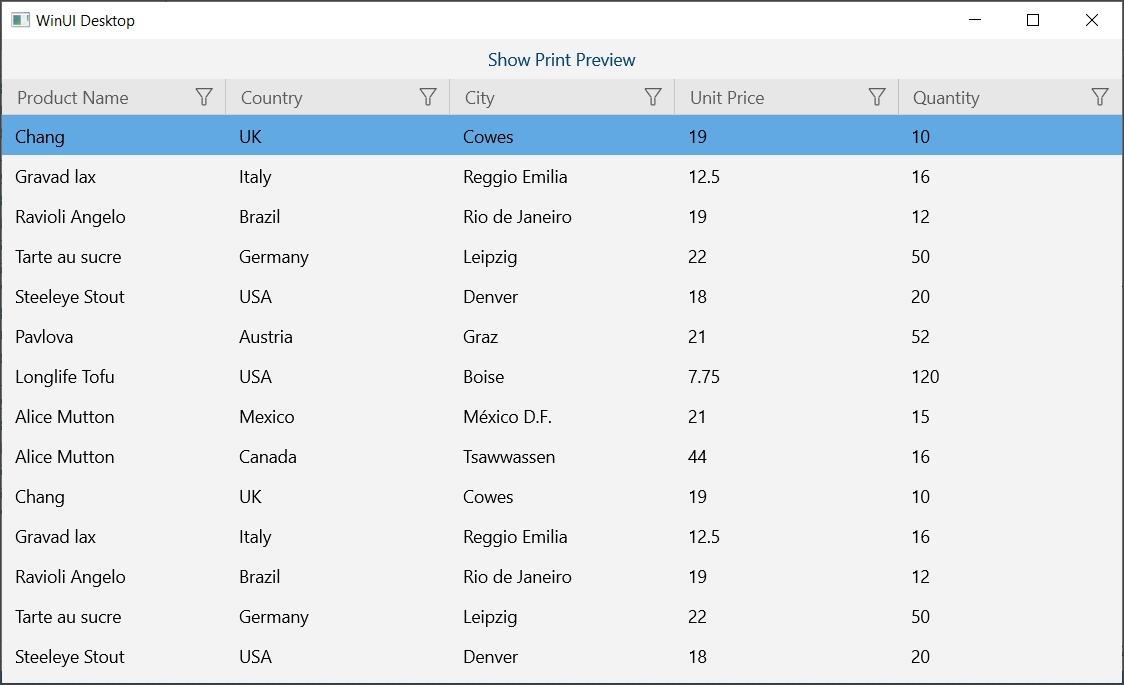 WinUI Desktop
Show Print Preview
Product Name Country City Unit Price Quantity
Chang UK Cowes 19 10
Gravad lax Italy Reggio Emilia 12.5 16
Ravioli Angelo Brazil Rio de Janeiro 19 12
Tarte au sucre Germany Leipzig 22 50
Steeleye Stout USA Denver 18 20
Pavlova Austria Graz 21 52
Longlife Tofu USA Boise 7.75 120
Alice Mutton Mexico México D.F. 21 15
Alice Mutton Canada Tsawwassen 44 16
Chang UK Cowes 19 10
Gravad lax Italy Reggio Emilia 12.5 16
Ravioli Angelo Brazil Rio de Janeiro 19 12
Tarte au sucre Germany Leipzig 22 50
Steeleye Stout USA Denver 18 20